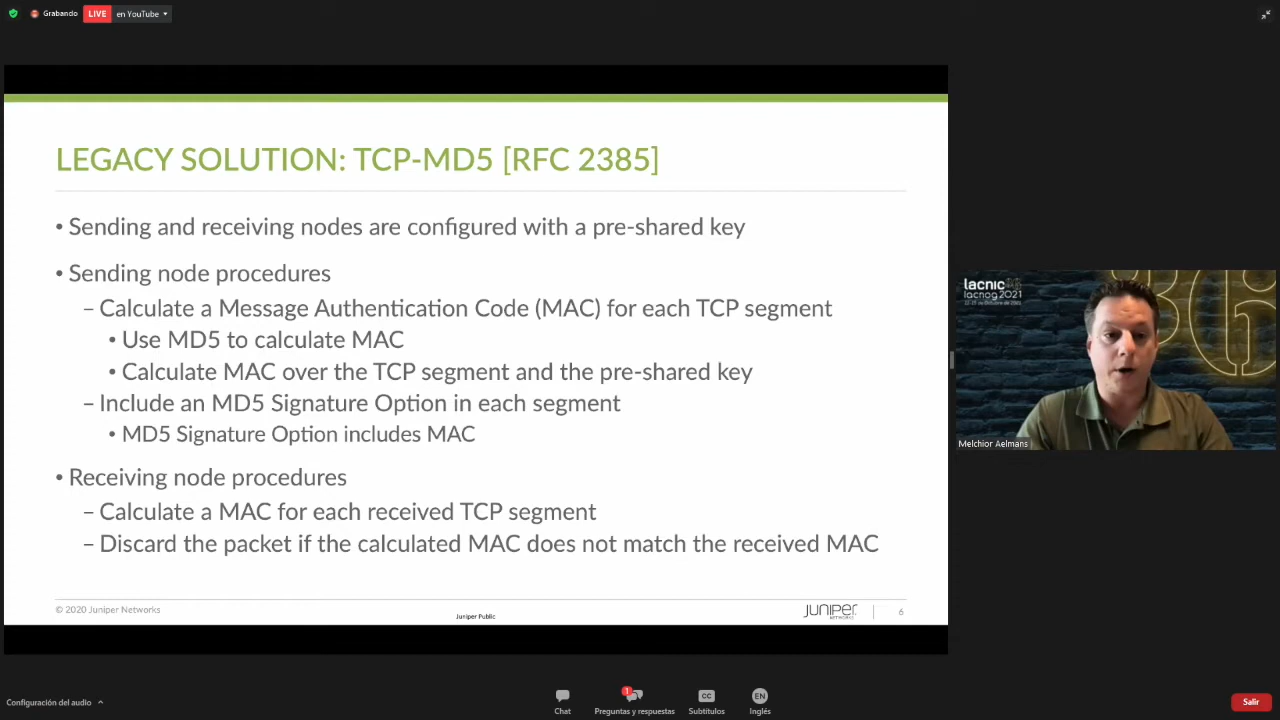 Grabando
LIVE
en YouTube
LEGACY SOLUTION: TCP-MD5 [RFC 2385]
• Sending and receiving nodes are configured with a pre-shared key
• Sending node procedures
– Calculate a Message Authentication Code (MAC) for each TCP segment
• Use MD5 to calculate MAC
• Calculate MAC over the TCP segment and the pre-shared key
– Include an MD5 Signature Option in each segment
• MD5 Signature Option includes MAC
• Receiving node procedures
– Calculate a MAC for each received TCP segment
– Discard the packet if the calculated MAC does not match the received MAC
© 2020 Juniper Networks
Juniper Public
JUNIPER
NETWORKS
6
lacnic36
lacnog 2021
Melchior Aelmans
Configuración del audio
Chat
1
Preguntas y respuestas
CC
Subtítulos
EN
Inglés
Salir